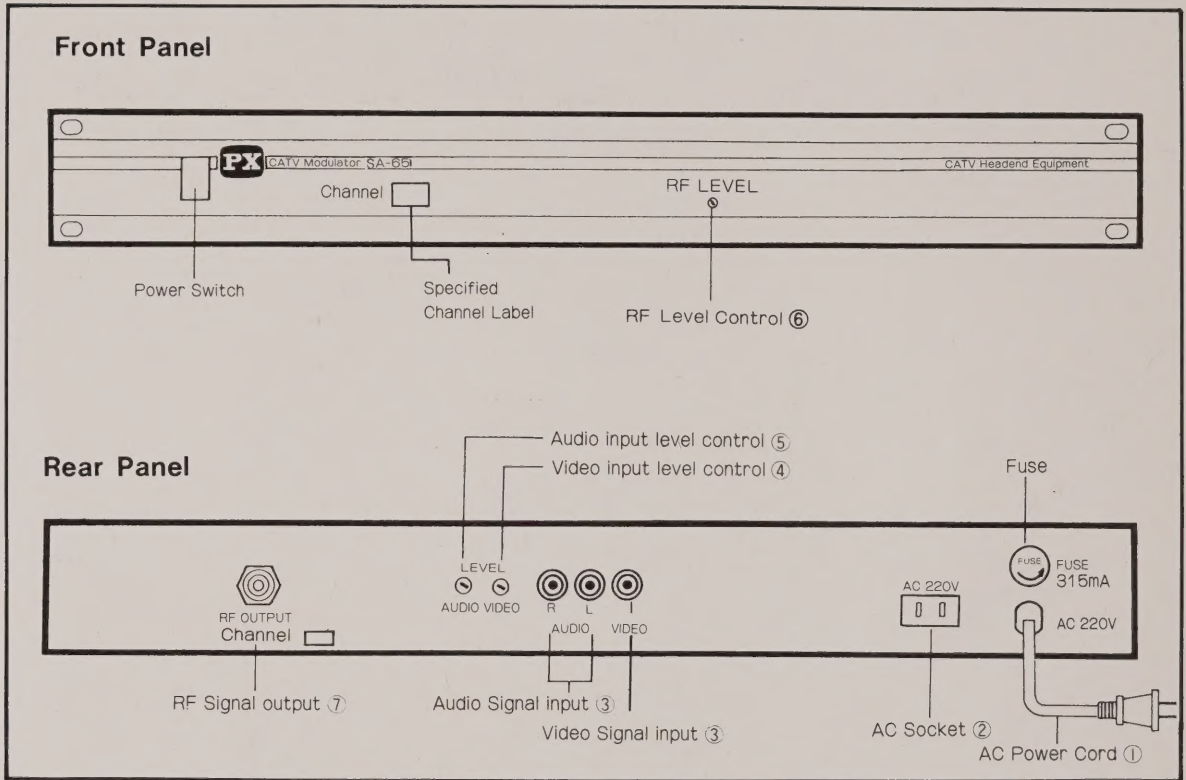 Front Panel
PX CATV Modulator SA-65 CATV Headend Equipment
Channel
RF LEVEL
Power Switch
Specified
Channel Label
RF Level Control ⑥
Rear Panel
Audio input level control ⑤
Video input level control ④
Fuse
LEVEL
AUDIO VIDEO
R L
AUDIO VIDEO
RF OUTPUT
Channel
AC 220V
FUSE
FUSE
315mA
AC 220V
RF Signal output ⑦
Audio Signal input ③
Video Signal input ③
AC Socket ②
AC Power Cord ①